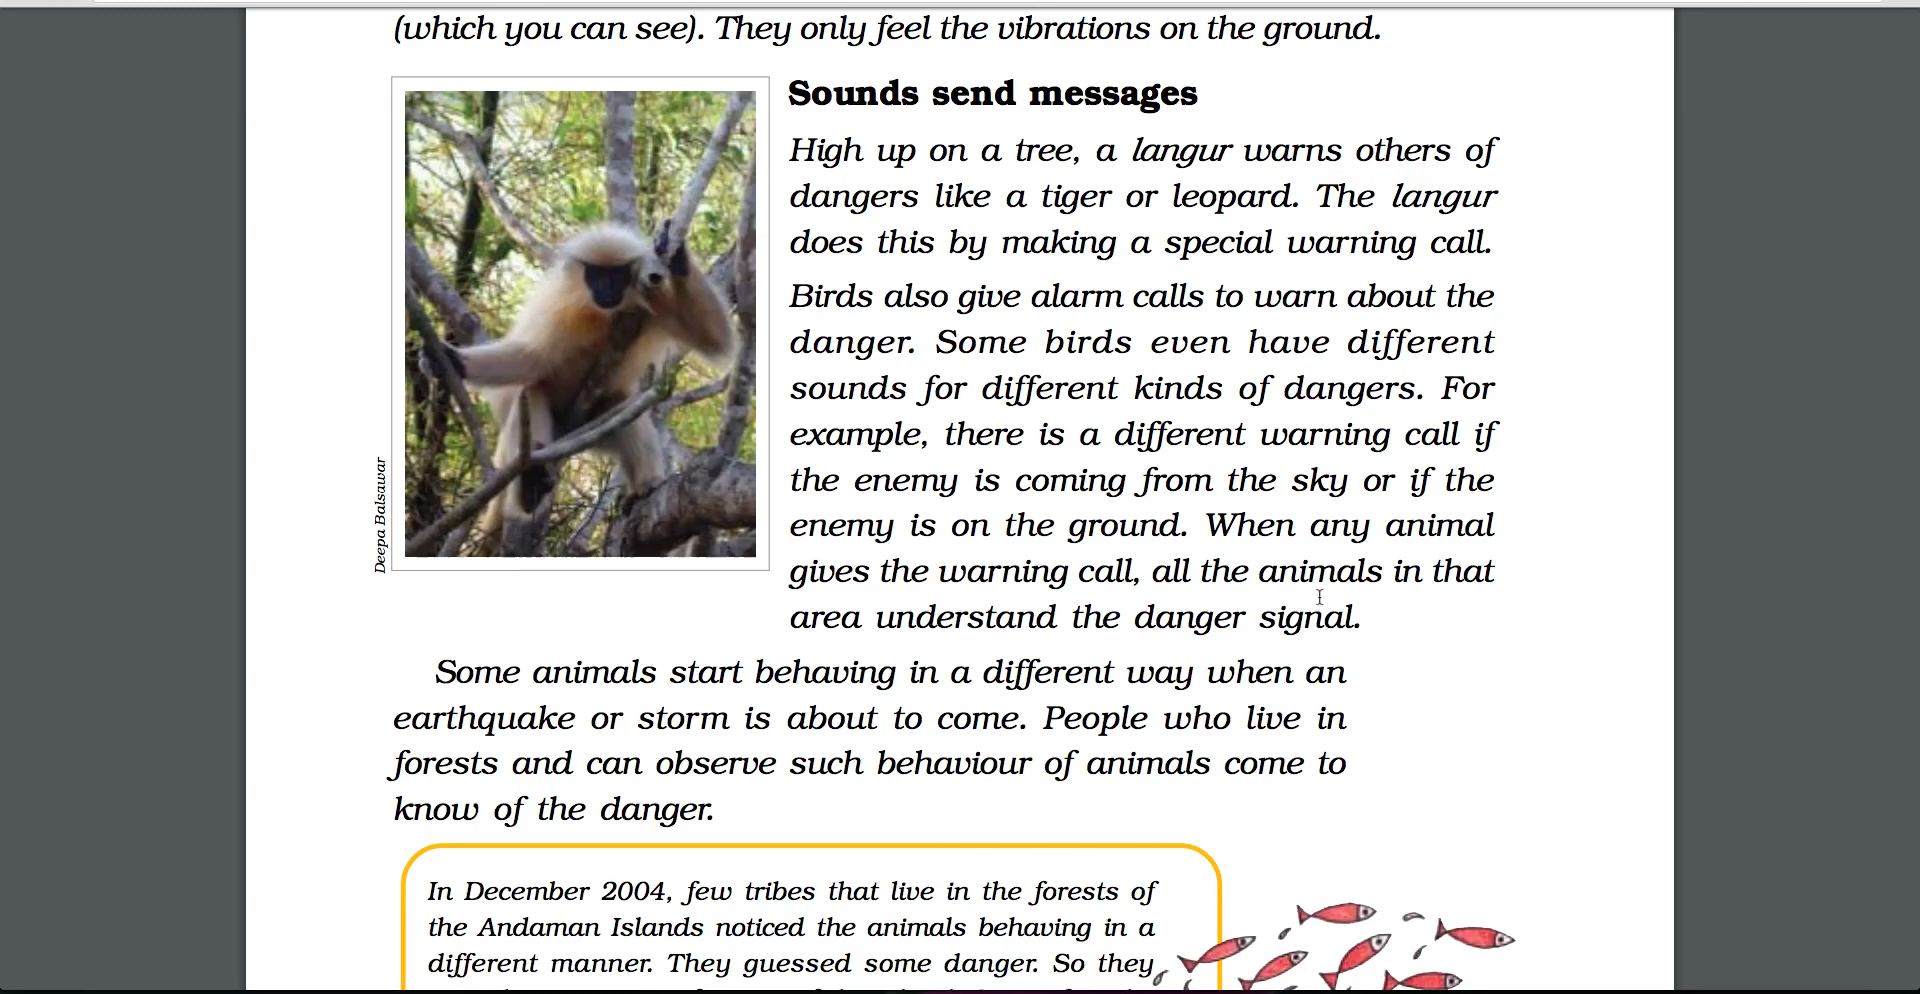 (which you can see). They only feel the vibrations on the ground.
Sounds send messages
High up on a tree, a langur warns others of
dangers like a tiger or leopard. The langur
does this by making a special warning call.
Birds also give alarm calls to warn about the
danger. Some birds even have different
sounds for different kinds of dangers. For
example, there is a different warning call if
the enemy is coming from the sky or if the
enemy is on the ground. When any animal
gives the warning call, all the animals in that
area understand the danger signal.
Deepa Balsawar
Some animals start behaving in a different way when an
earthquake or storm is about to come. People who live in
forests and can observe such behaviour of animals come to
know of the danger.
In December 2004, few tribes that live in the forests of
the Andaman Islands noticed the animals behaving in a
different manner. They guessed some danger. So they